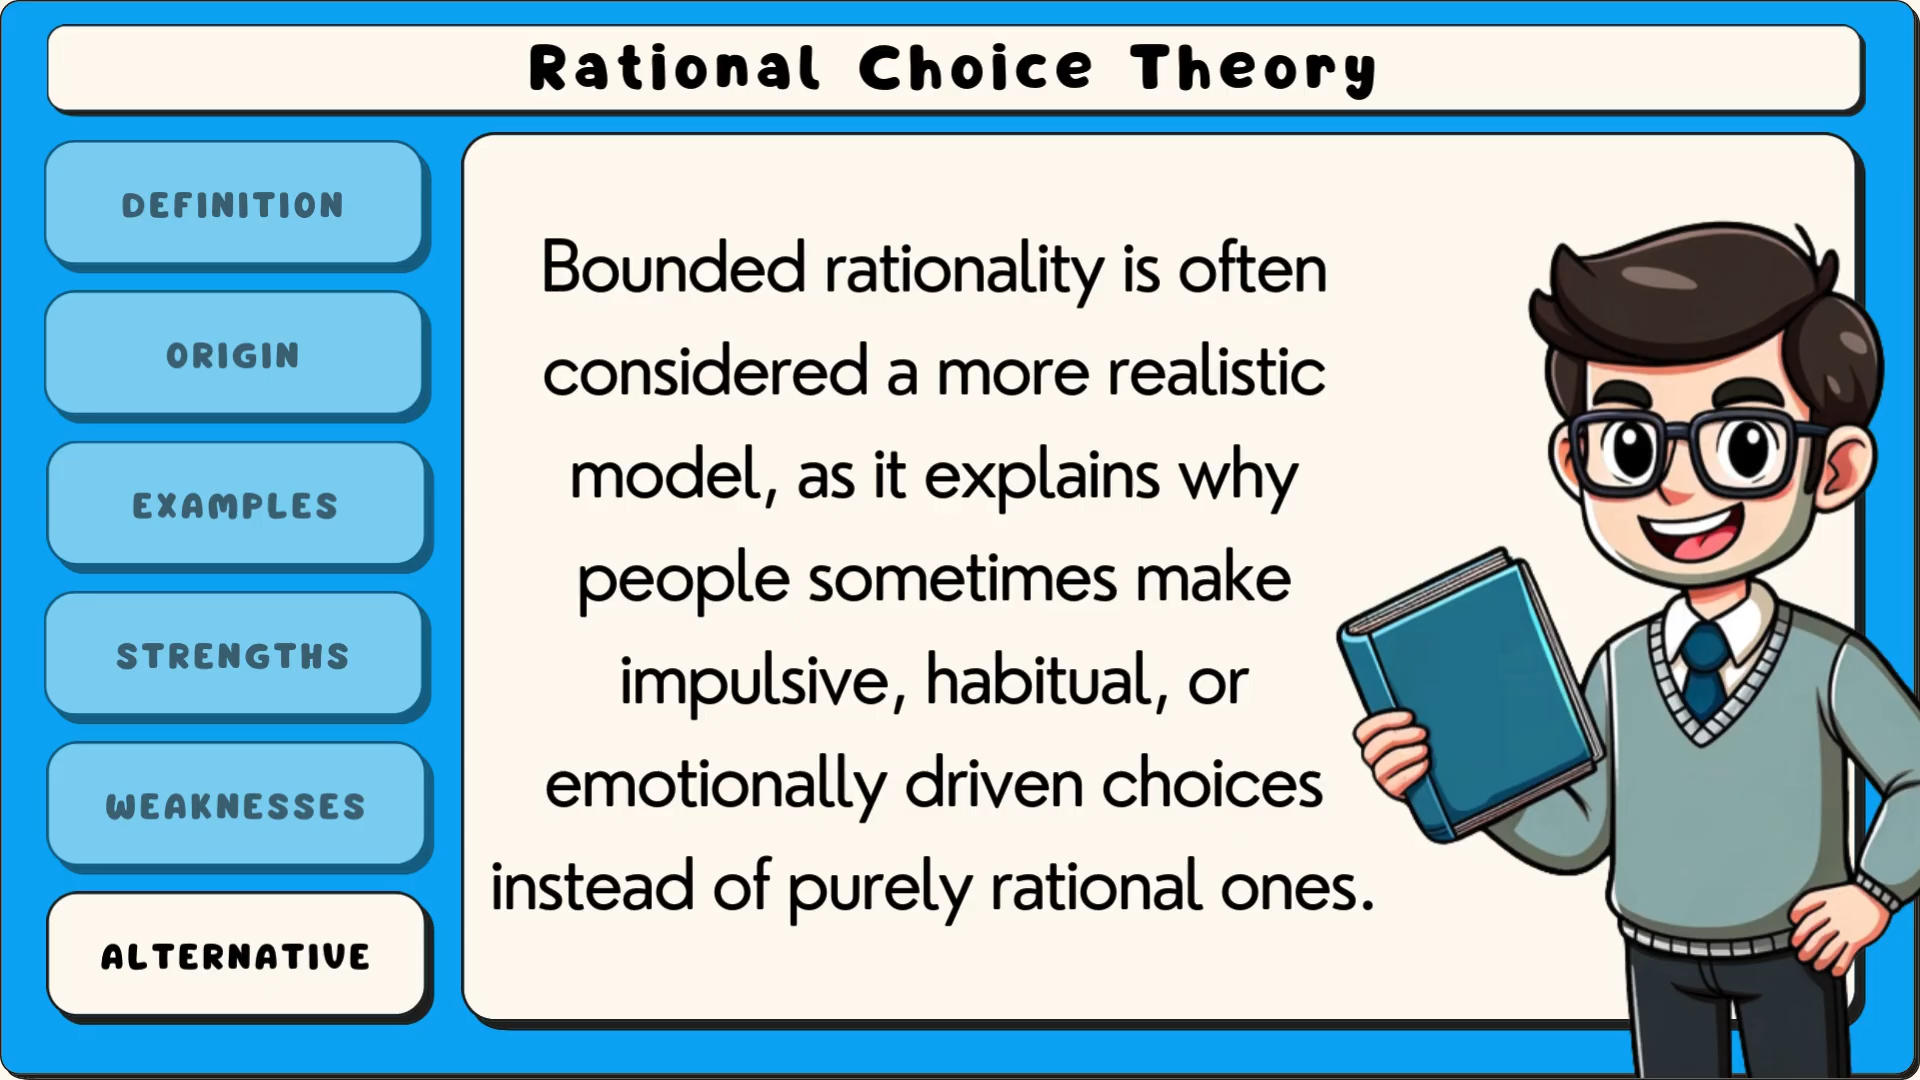 Rational Choice Theory
DEFINITION
ORIGIN
EXAMPLES
STRENGTHS
WEAKNESSES
ALTERNATIVE
Bounded rationality is often
considered a more realistic
model, as it explains why
people sometimes make
impulsive, habitual, or
emotionally driven choices
instead of purely rational ones.